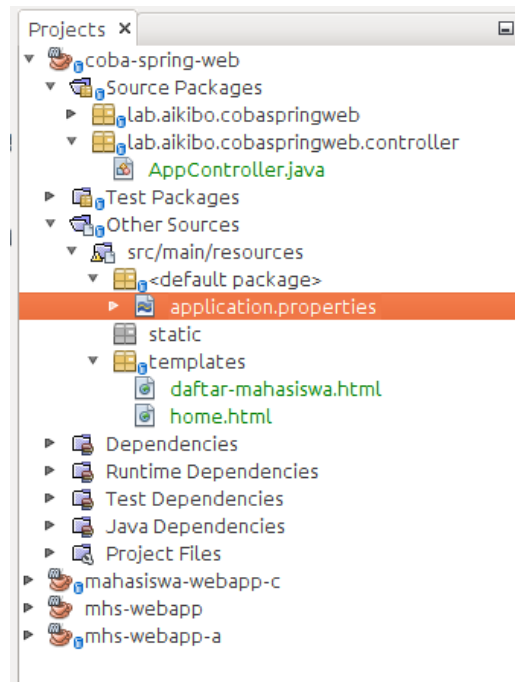 Projects
coba-spring-web
Source Packages
lab.aikibo.cobaspringweb
lab.aikibo.cobaspringweb.controller
AppController.java
Test Packages
Other Sources
src/main/resources
<default package>
application.properties
static
templates
daftar-mahasiswa.html
home.html
Dependencies
Runtime Dependencies
Test Dependencies
Java Dependencies
Project Files
mahasiswa-webapp-c
mhs-webapp
mhs-webapp-a